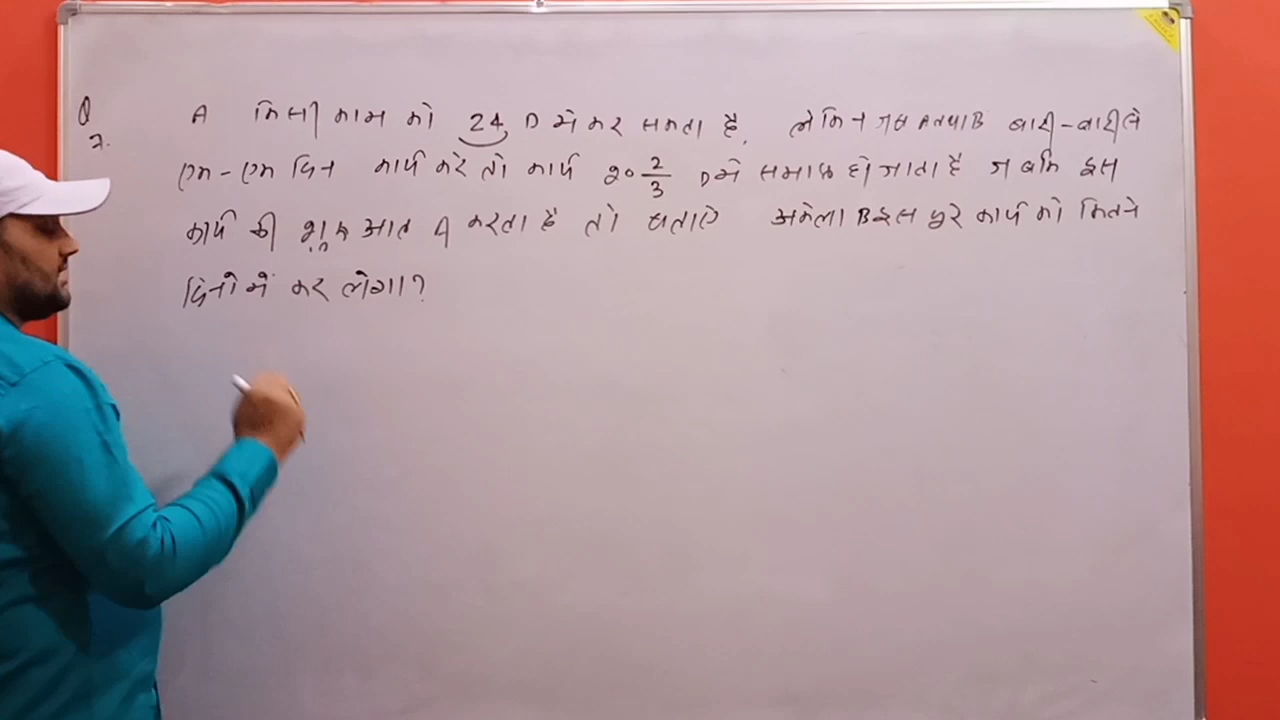 Q 7. A किसी काम को 24 D मे कर सकता है, लेकिन जब A तथा B बारी-बारी से
एक-एक दिन कार्य करे तो कार्य 20 2/3 D मे समाप्त हो जाता है जबकि इस
कार्य की शुरुआत A करता है तो बताऐ अकेला B इस पूरे कार्य को कितने
दिनों में कर लेगा?